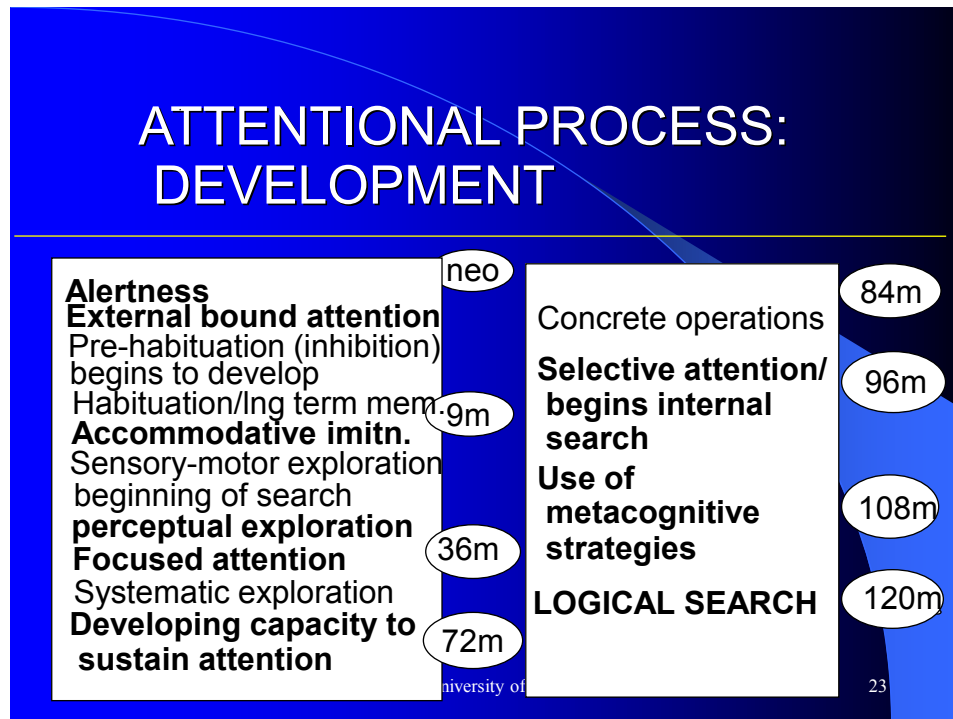 ATTENTIONAL PROCESS:
DEVELOPMENT
neo
Alertness
External bound attention
Pre-habituation (inhibition)
begins to develop
Habituation/lng term mem.
9m
Accommodative imitn.
Sensory-motor exploration
beginning of search
perceptual exploration
36m
Focused attention
Systematic exploration
Developing capacity to
72m
sustain attention
84m
Concrete operations
Selective attention/
96m
begins internal
search
Use of
metacognitive
108m
strategies
LOGICAL SEARCH
120m
of
23